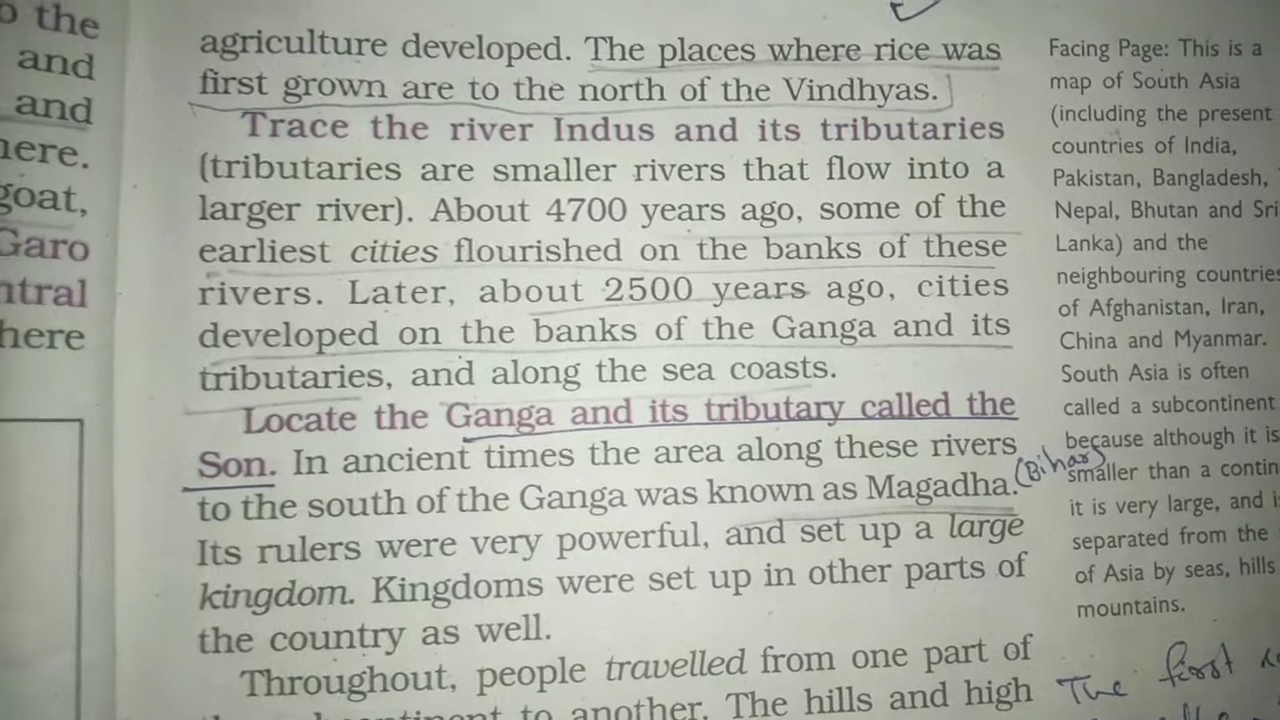 o the
and
and
here.
goat,
Garo
ntral
here
agriculture developed. The places where rice was
first grown are to the north of the Vindhyas.
Trace the river Indus and its tributaries
(tributaries are smaller rivers that flow into a
larger river). About 4700 years ago, some of the
earliest cities flourished on the banks of these
rivers. Later, about 2500 years ago, cities
developed on the banks of the Ganga and its
tributaries, and along the sea coasts.
Locate the Ganga and its tributary called the
Son. In ancient times the area along these rivers
to the south of the Ganga was known as Magadha. (Bihar)
Its rulers were very powerful, and set up a large
kingdom. Kingdoms were set up in other parts of
the country as well.
Throughout, people travelled from one part of
to another. The hills and high
Facing Page: This is a
map of South Asia
(including the present
countries of India,
Pakistan, Bangladesh,
Nepal, Bhutan and Sri
Lanka) and the
neighbouring countries
of Afghanistan, Iran,
China and Myanmar.
South Asia is often
called a subcontinent
because although it is
smaller than a contin
it is very large, and i
separated from the
of Asia by seas, hills
mountains.
The first